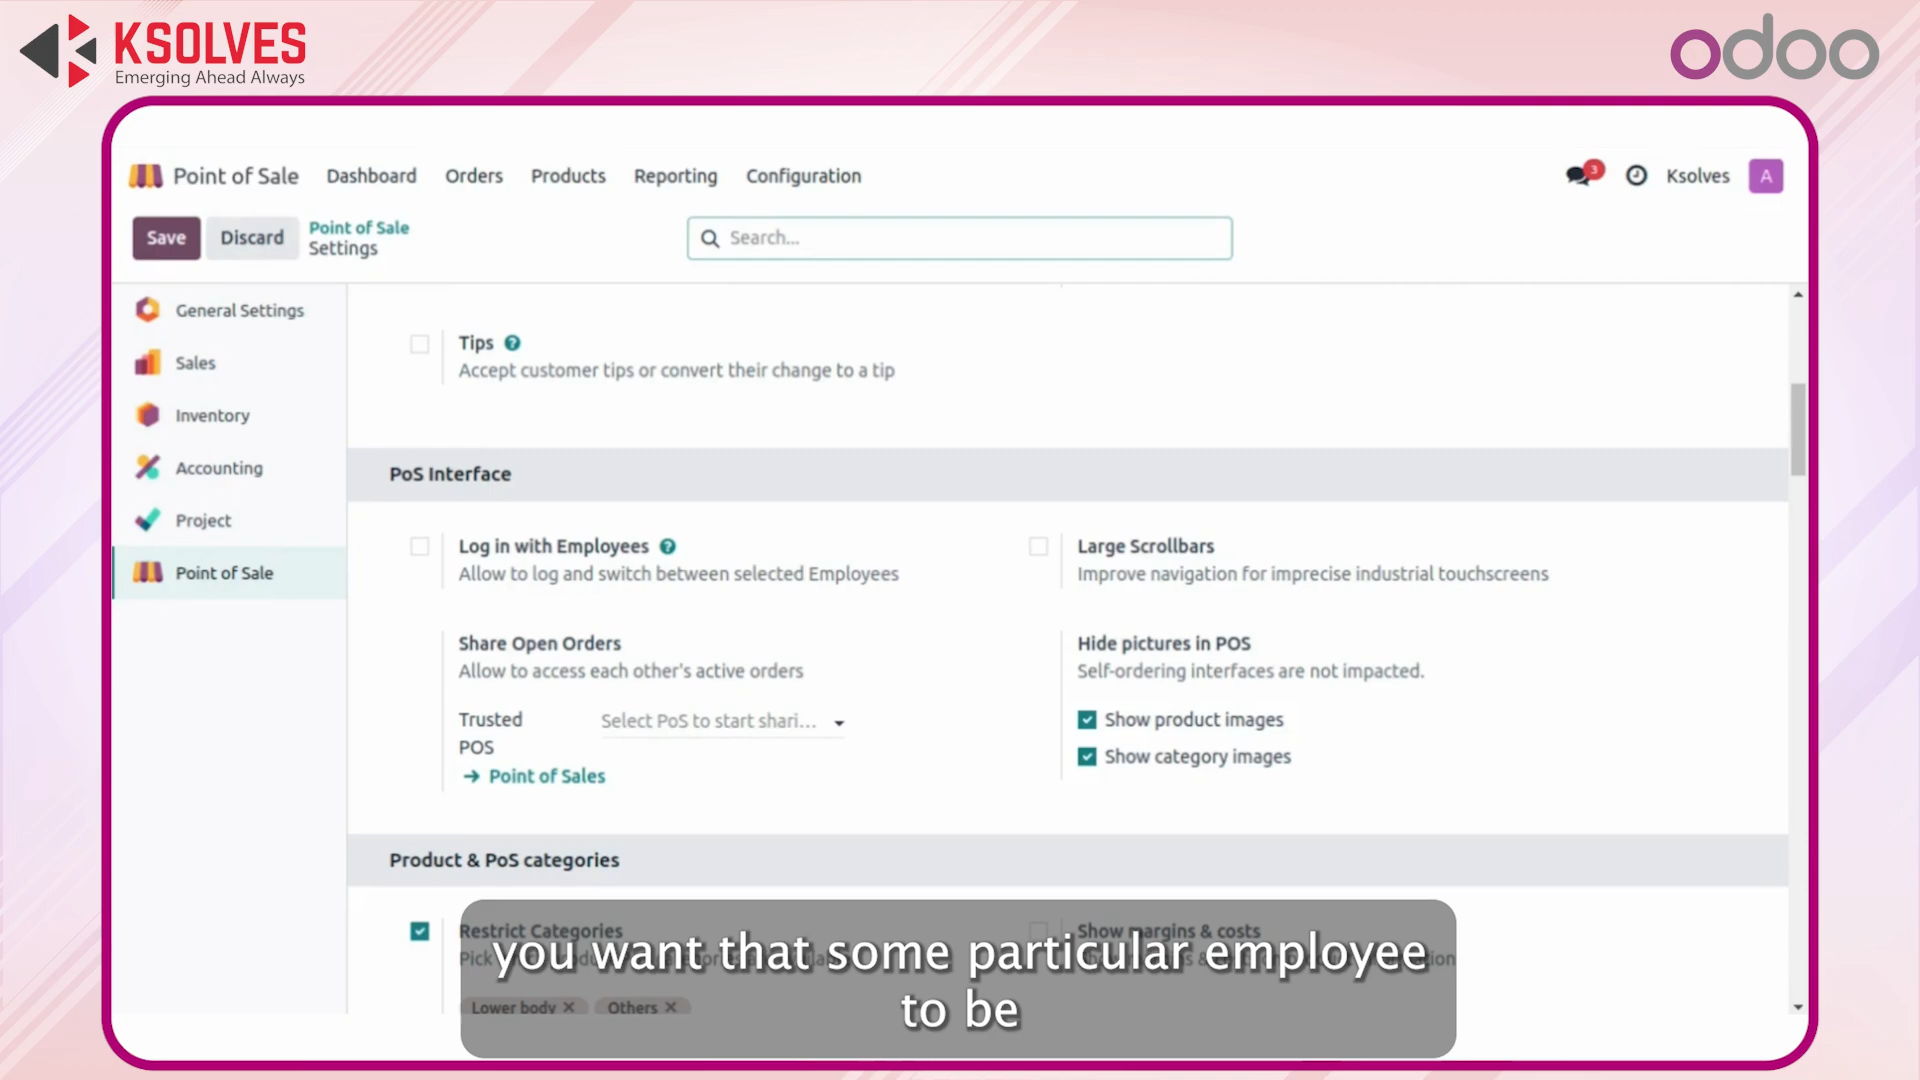 KSOLVES
Emerging Ahead Always
odoo
Point of Sale Dashboard Orders Products Reporting Configuration
3 Ksolves A
Save Discard Point of Sale
Settings
Search...
General Settings
Sales
Inventory
Accounting
Project
Point of Sale
Tips ?
Accept customer tips or convert their change to a tip
PoS Interface
Log in with Employees ?
Allow to log and switch between selected Employees
Large Scrollbars
Improve navigation for imprecise industrial touchscreens
Share Open Orders
Allow to access each other's active orders
Trusted
POS
Select PoS to start shari...
Point of Sales
Hide pictures in POS
Self-ordering interfaces are not impacted.
Show product images
Show category images
Product & PoS categories
Restrict Categories
Pick
Show margins & costs
Lower body ✕ Others ✕
you want that some particular employee
to be